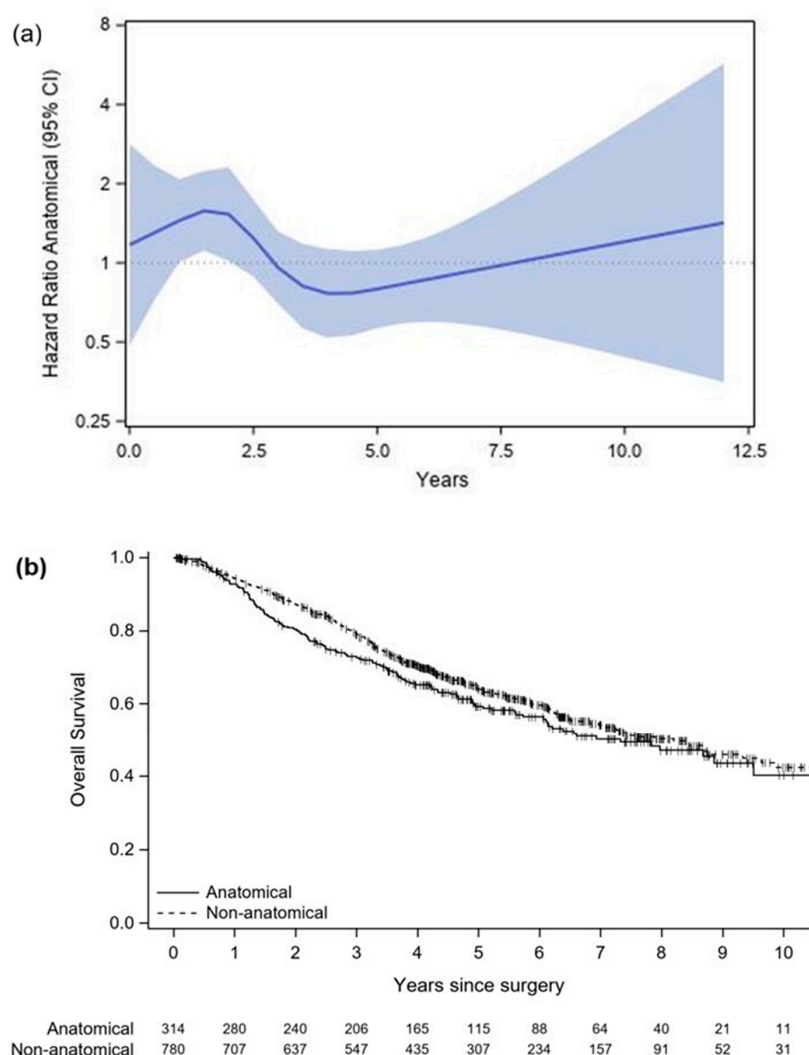 (a)
Hazard Ratio Anatomical (95% CI)
8
4
2
1
0.5
0.25
0.0 2.5 5.0 7.5 10.0 12.5
Years
(b)
Overall Survival
1.0
0.8
0.6
0.4
0.2
0.0
Anatomical
Non-anatomical
0 1 2 3 4 5 6 7 8 9 10
Years since surgery
Anatomical 314 280 240 206 165 115 88 64 40 21 11
Non-anatomical 780 707 637 547 435 307 234 157 91 52 31